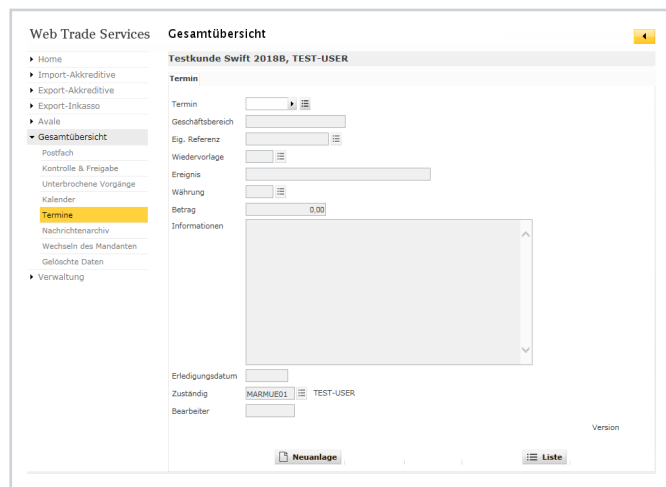 Web Trade Services
Gesamtübersicht
Home
Import-Akkreditive
Export-Akkreditive
Export-Inkasso
Avale
Gesamtübersicht
Postfach
Kontrolle & Freigabe
Unterbrochene Vorgänge
Kalender
Termine
Nachrichtenarchiv
Wechseln des Mandanten
Gelöschte Daten
Verwaltung
Testkunde Swift 2018B, TEST-USER
Termin
Termin
Geschäftsbereich
Eig. Referenz
Wiedervorlage
Ereignis
Währung
Betrag 0,00
Informationen
Erledigungsdatum
Zuständig MARMUE01 TEST-USER
Bearbeiter
Version
Neuanlage Liste